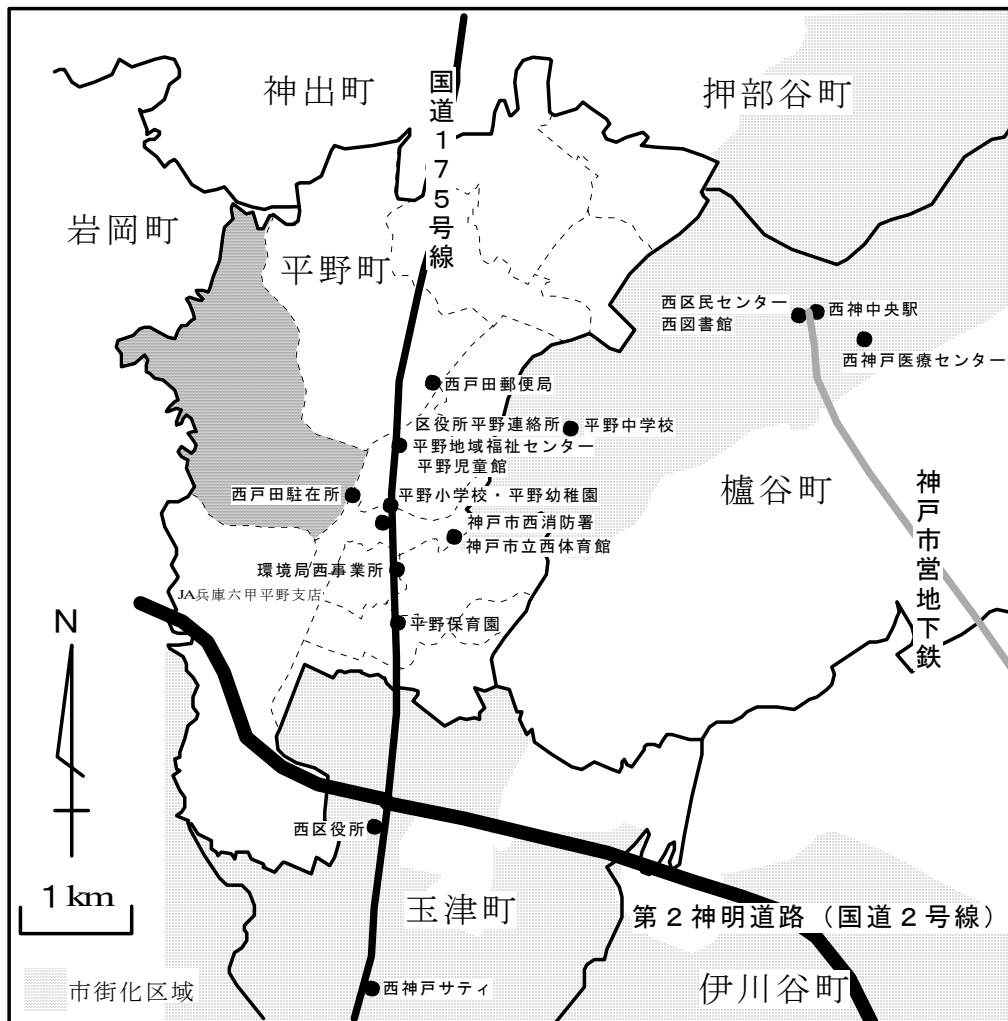 神出町
国道175号線
押部谷町
岩岡町
平野町
西区民センター
西図書館
西神中央駅
西神戸医療センター
西戸田郵便局
区役所平野連絡所
平野地域福祉センター
平野児童館
平野中学校
櫨谷町
神戸市営地下鉄
西戸田駐在所
平野小学校・平野幼稚園
神戸市西消防署
神戸市立西体育館
環境局西事業所
JA兵庫六甲平野支店
平野保育園
N
西区役所
1 km
玉津町
第2神明道路（国道2号線）
市街化区域
西神戸サティ
伊川谷町